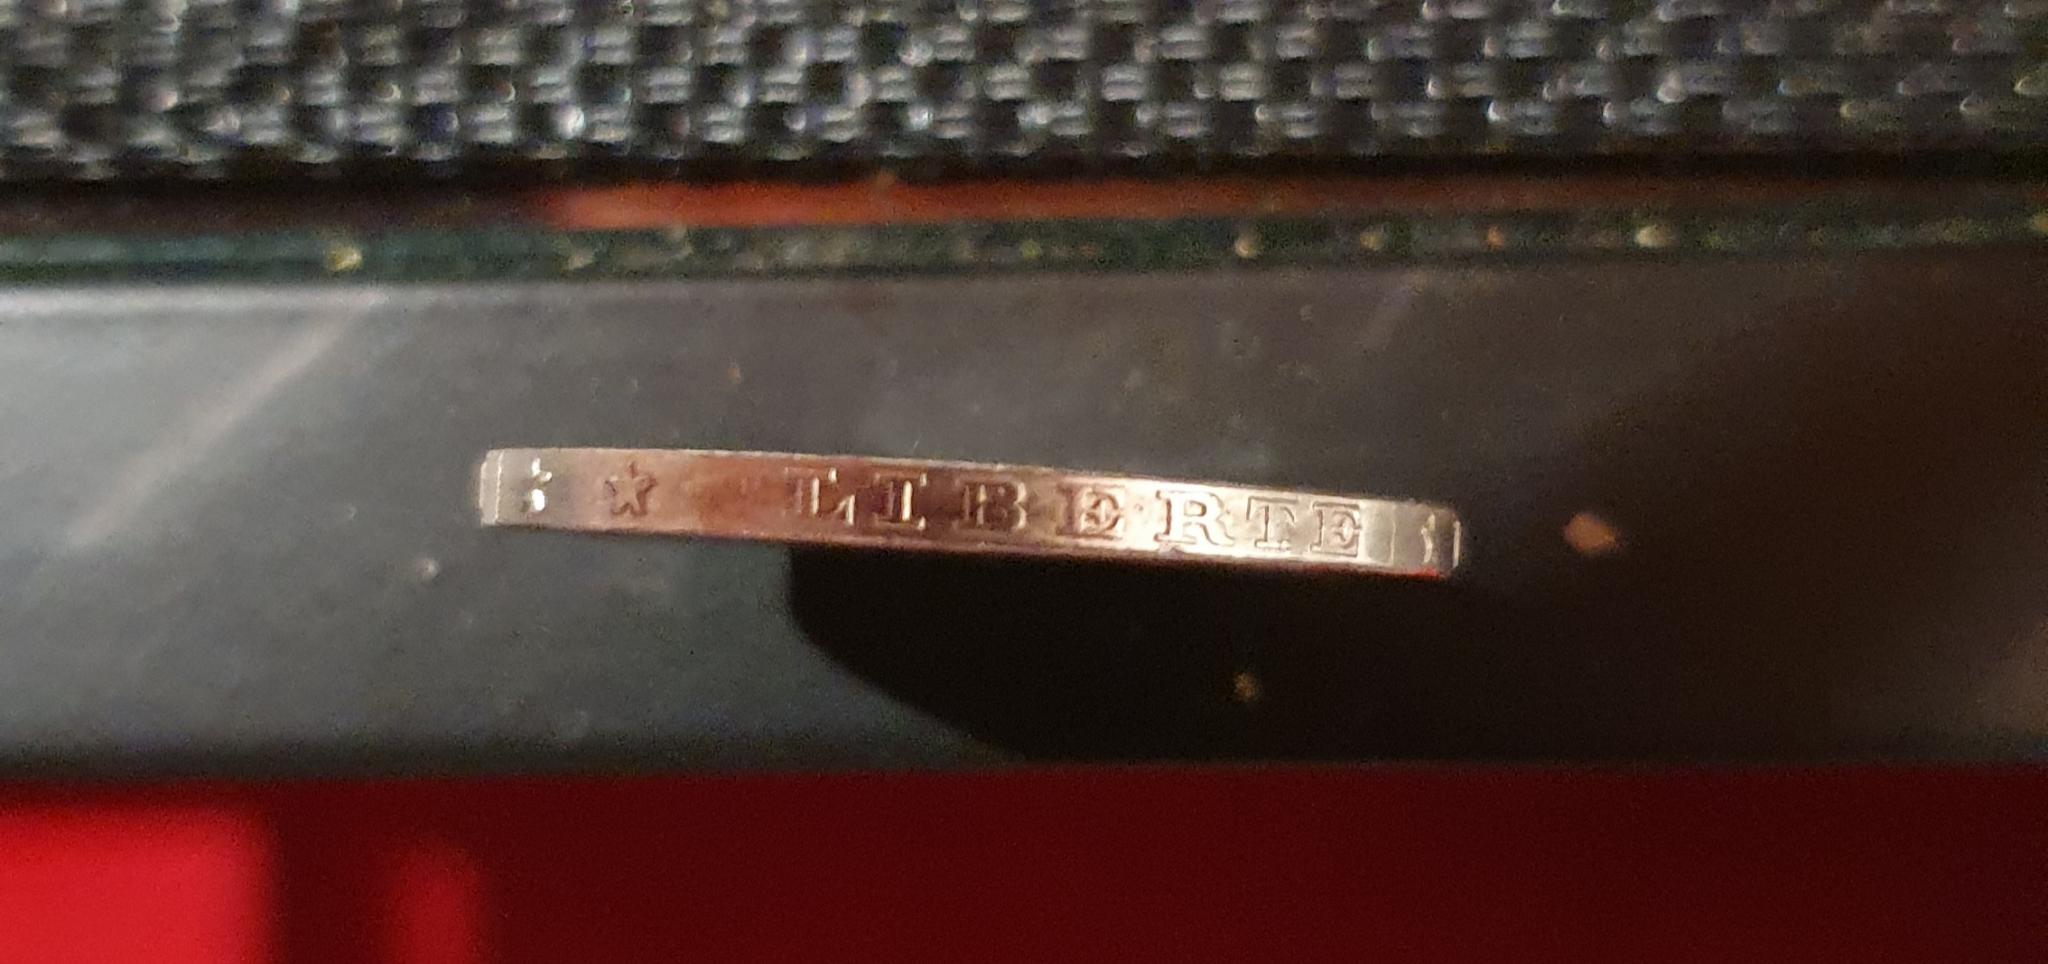 ★ ★ LIBERTE